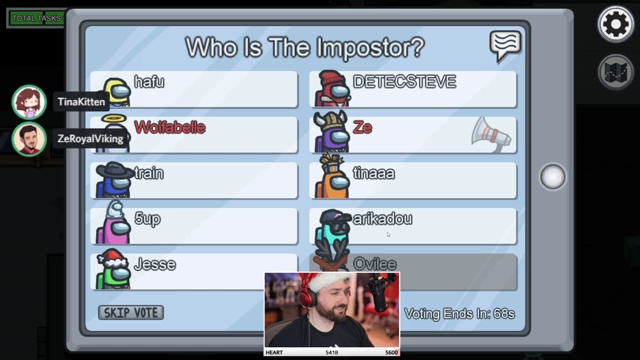 TOTAL TASKS
Who Is The Impostor?
hafu
DETECSTEVE
TinaKitten
Wolfabelle
Ze
ZeRoyalViking
train
tinaaa
5up
arikadou
Jesse
Ovilee
SKIP VOTE
Voting Ends In: 68s
HEART 5418 5600